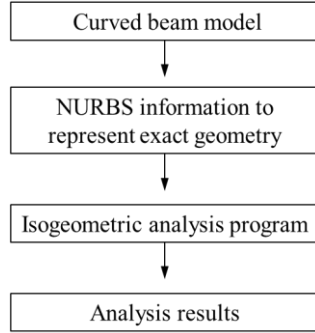 Curved beam model
NURBS information to
represent exact geometry
Isogeometric analysis program
Analysis results